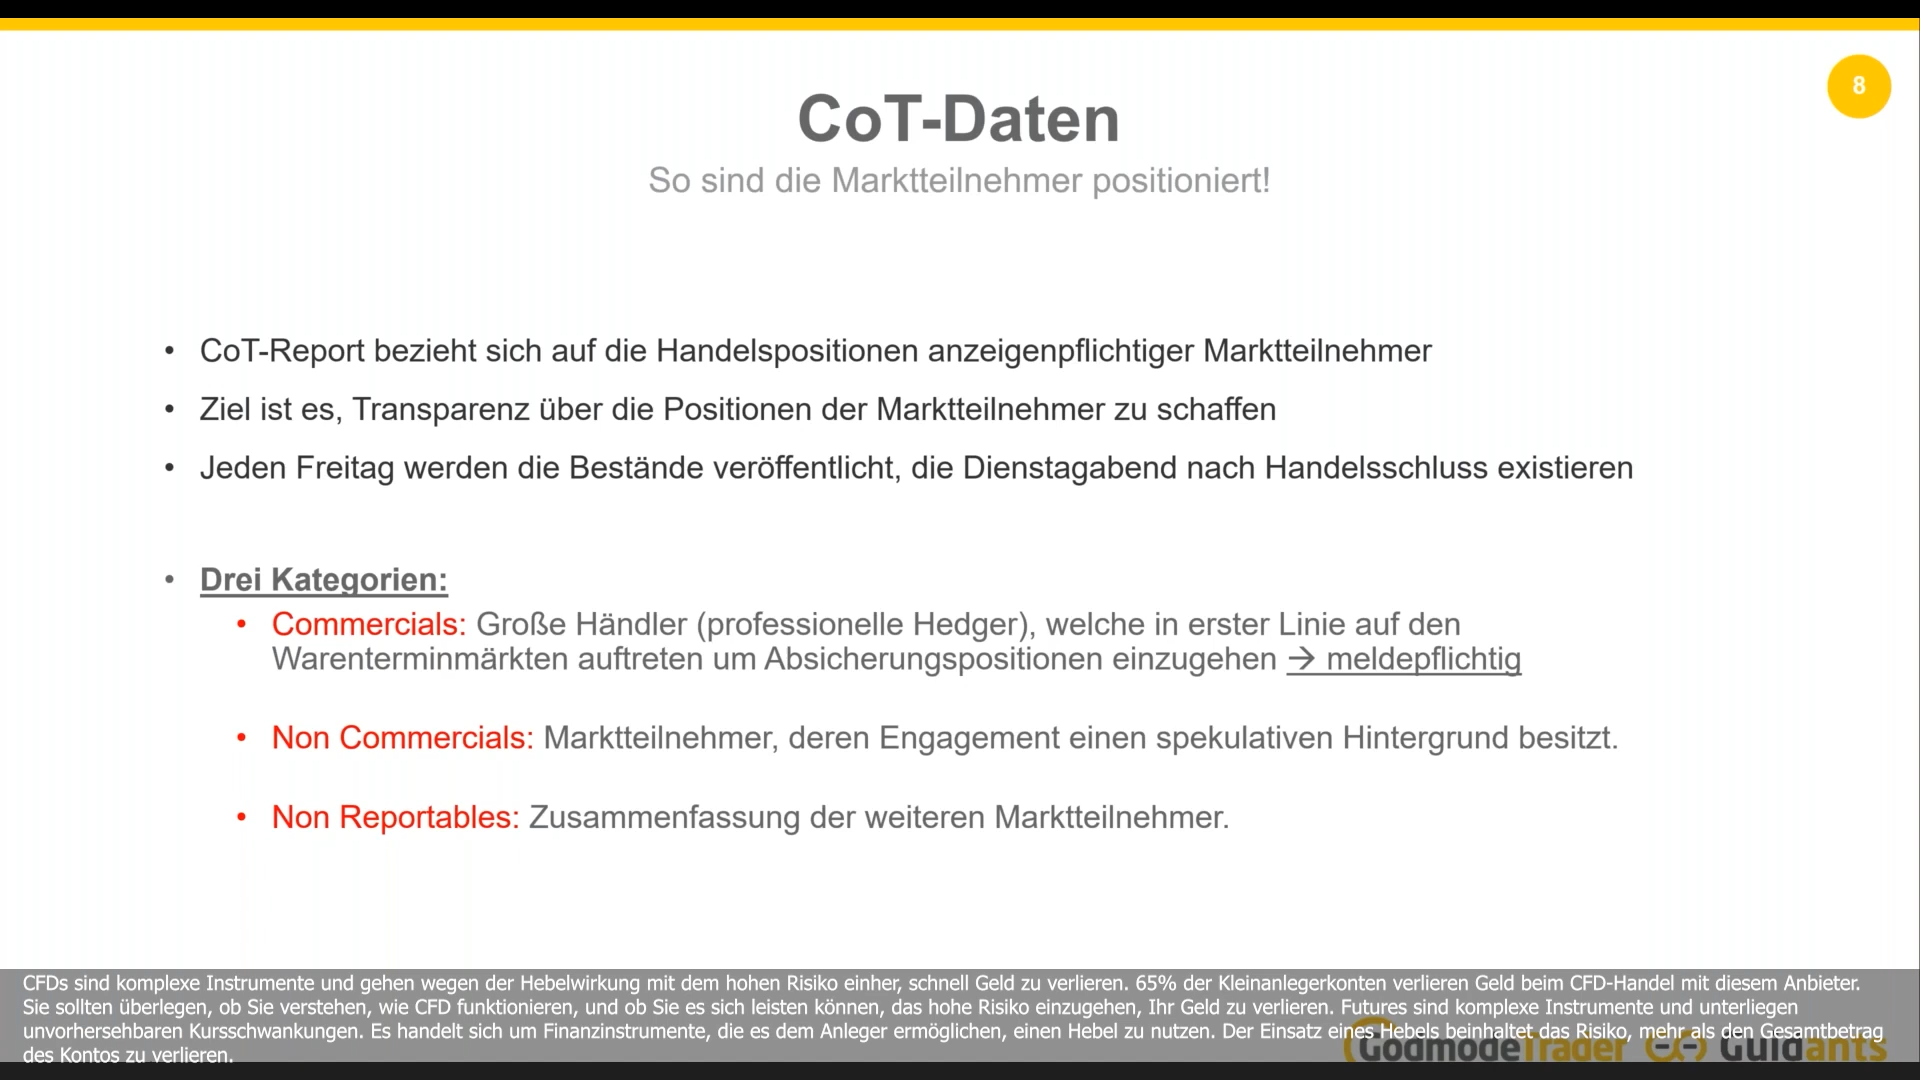 8
CoT-Daten
So sind die Marktteilnehmer positioniert!
• CoT-Report bezieht sich auf die Handelspositionen anzeigenpflichtiger Marktteilnehmer
• Ziel ist es, Transparenz über die Positionen der Marktteilnehmer zu schaffen
• Jeden Freitag werden die Bestände veröffentlicht, die Dienstagabend nach Handelsschluss existieren
• Drei Kategorien:
• Commercials: Große Händler (professionelle Hedger), welche in erster Linie auf den
Warenterminmärkten auftreten um Absicherungspositionen einzugehen → meldepflichtig
• Non Commercials: Marktteilnehmer, deren Engagement einen spekulativen Hintergrund besitzt.
• Non Reportables: Zusammenfassung der weiteren Marktteilnehmer.
CFDs sind komplexe Instrumente und gehen wegen der Hebelwirkung mit dem hohen Risiko einher, schnell Geld zu verlieren. 65% der Kleinanlegerkonten verlieren Geld beim CFD-Handel mit diesem Anbieter.
Sie sollten überlegen, ob Sie verstehen, wie CFD funktionieren, und ob Sie es sich leisten können, das hohe Risiko einzugehen, Ihr Geld zu verlieren. Futures sind komplexe Instrumente und unterliegen
unvorhersehbaren Kursschwankungen. Es handelt sich um Finanzinstrumente, die es dem Anleger ermöglichen, einen Hebel zu nutzen. Der Einsatz eines Hebels beinhaltet das Risiko, mehr als den Gesamtbetrag
des Kontos zu verlieren.
GodmodeTrader Guidants